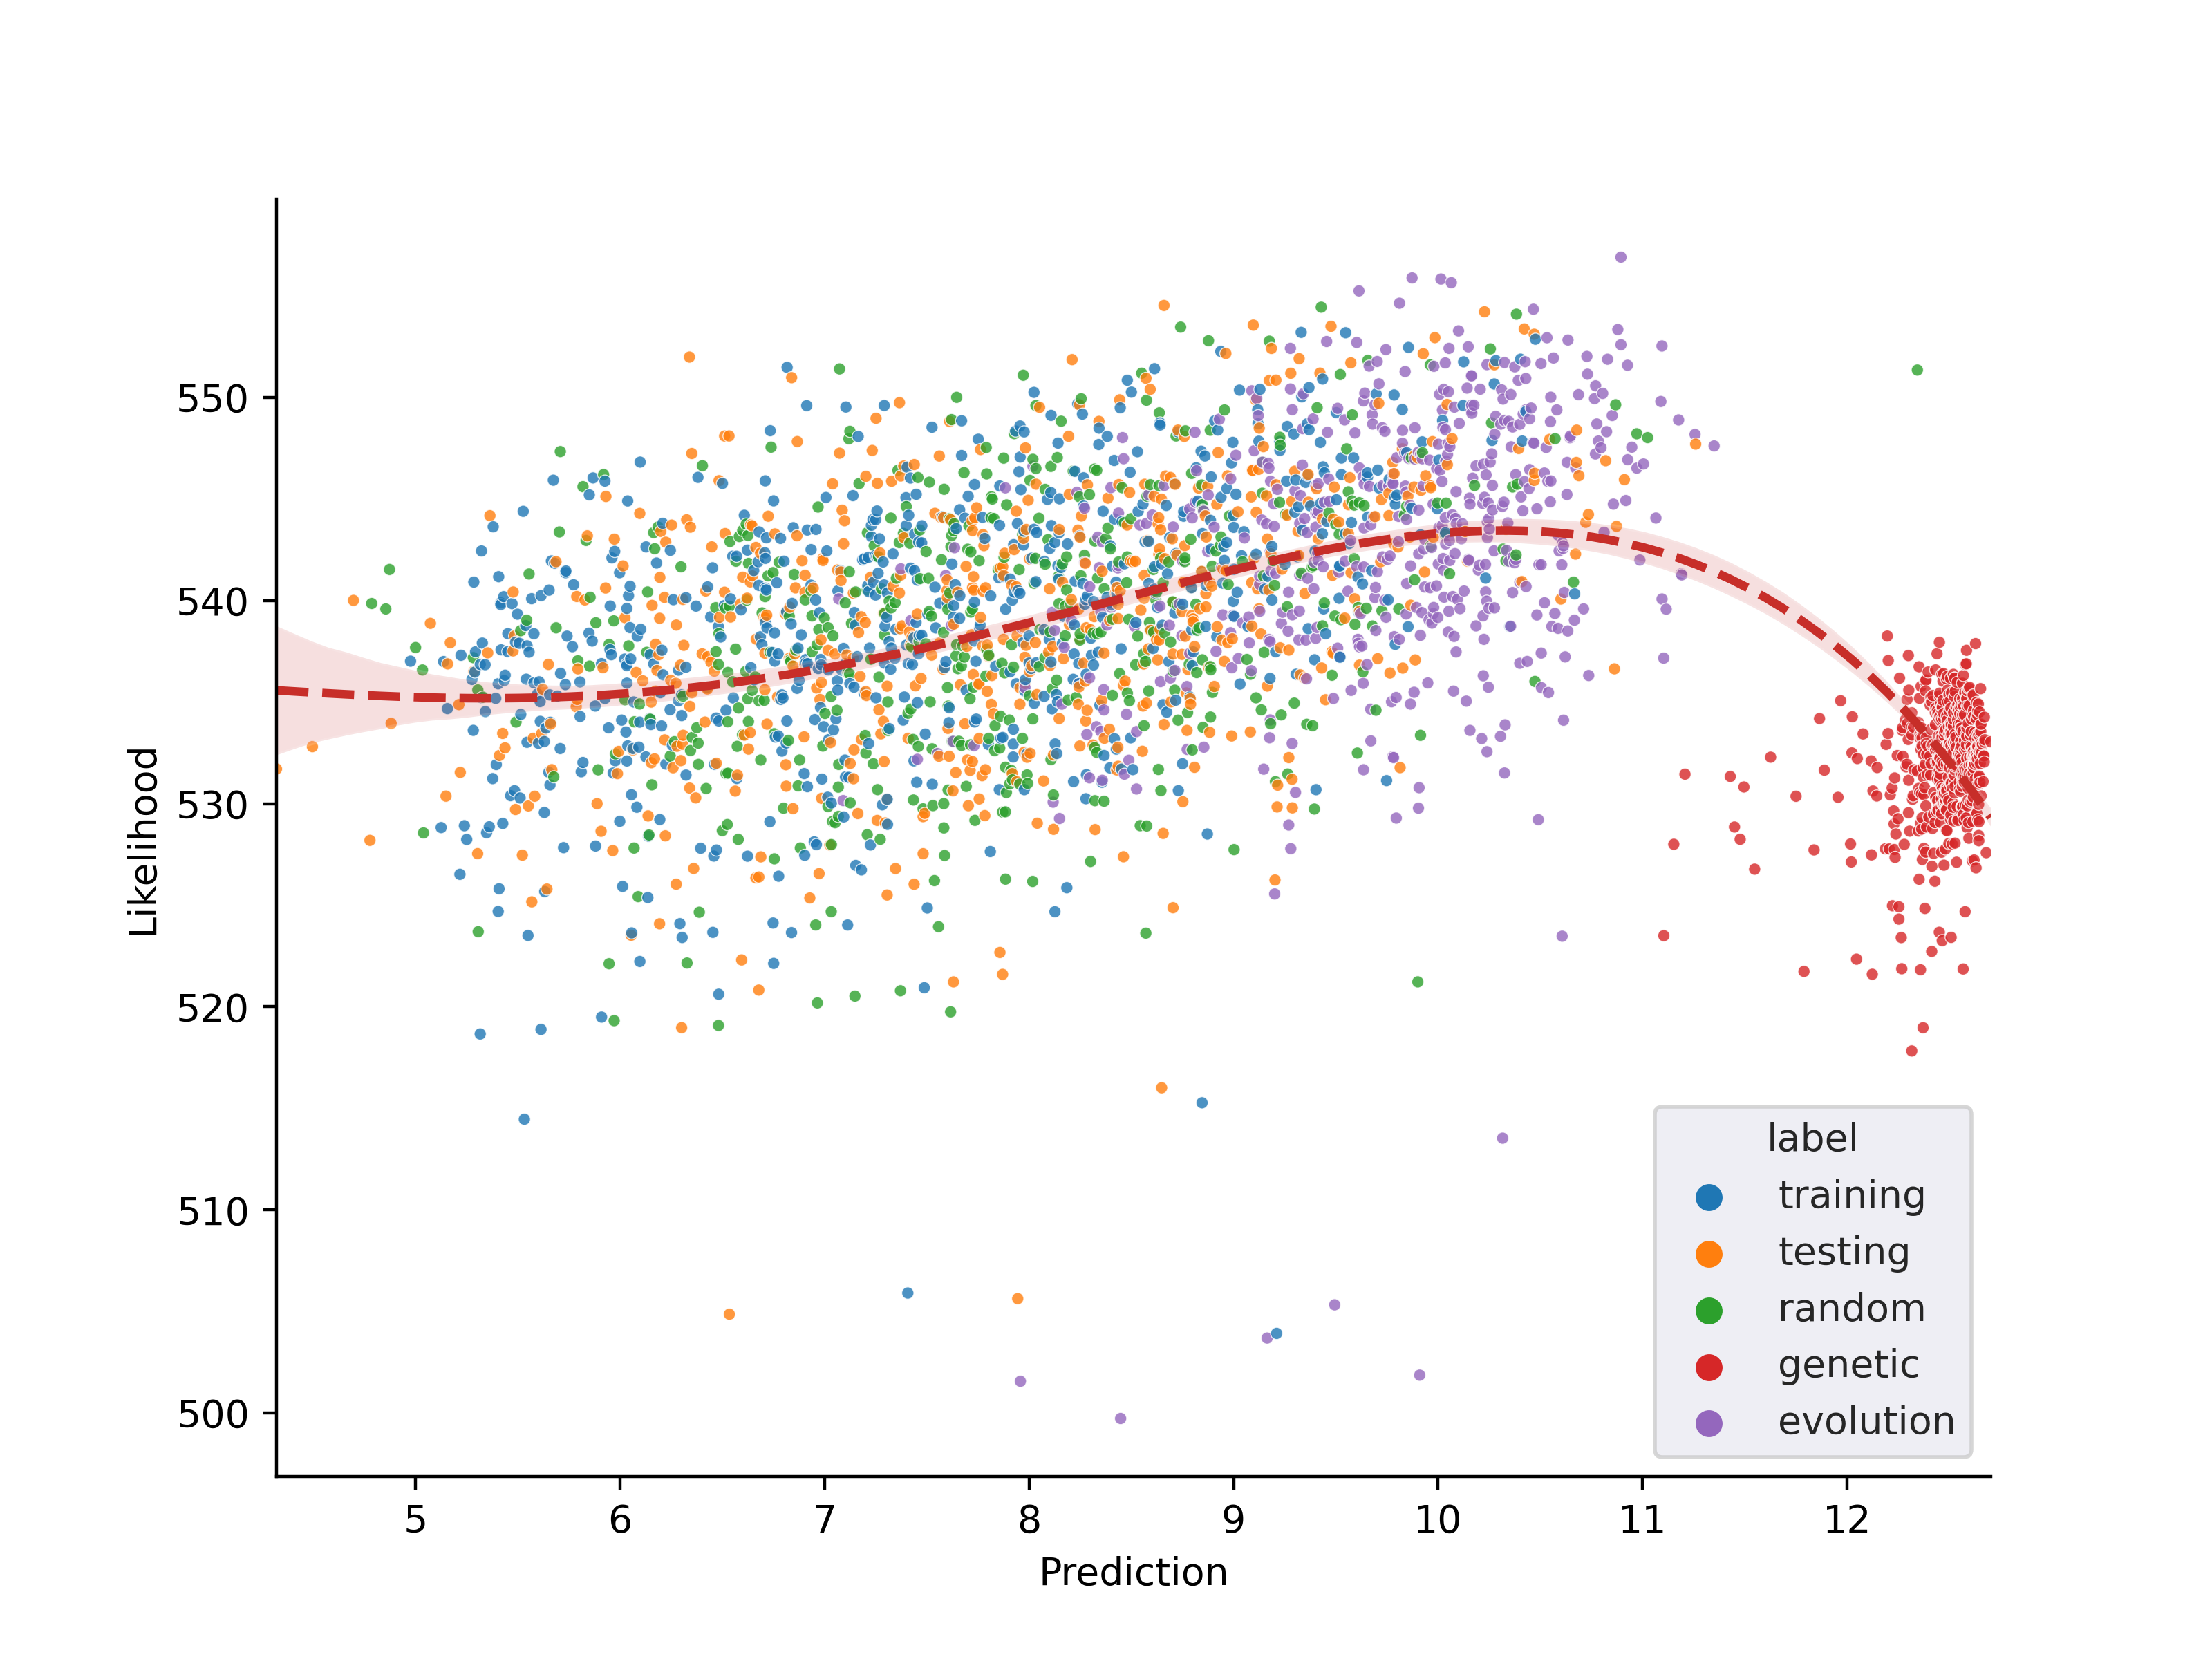 550
540
530
520
510
500
Likelihood
5 6 7 8 9 10 11 12
Prediction
label
training
testing
random
genetic
evolution